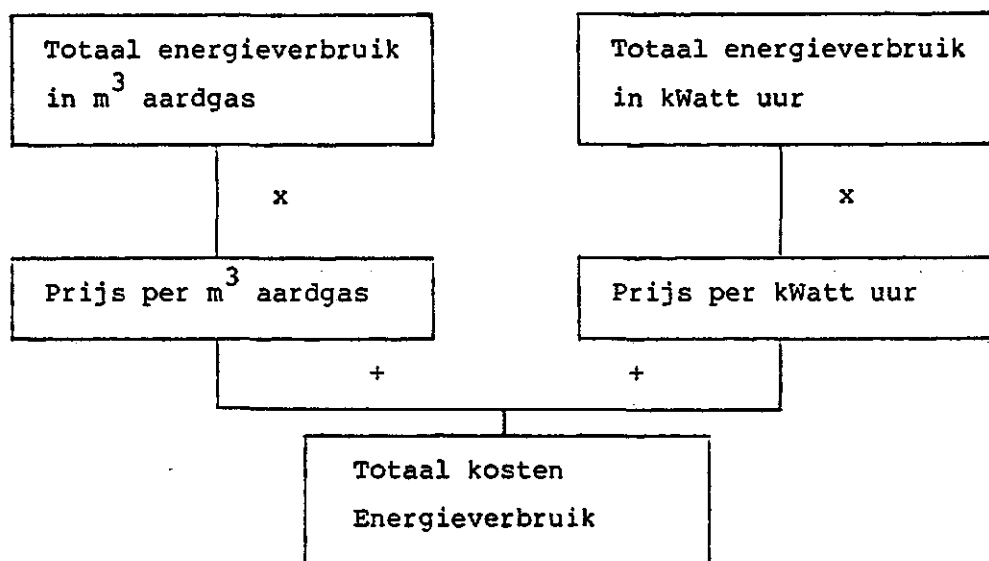 Totaal energieverbruik
in m³ aardgas
Totaal energieverbruik
in kWatt uur
x
x
Prijs per m³ aardgas
Prijs per kWatt uur
+
+
Totaal kosten
Energieverbruik